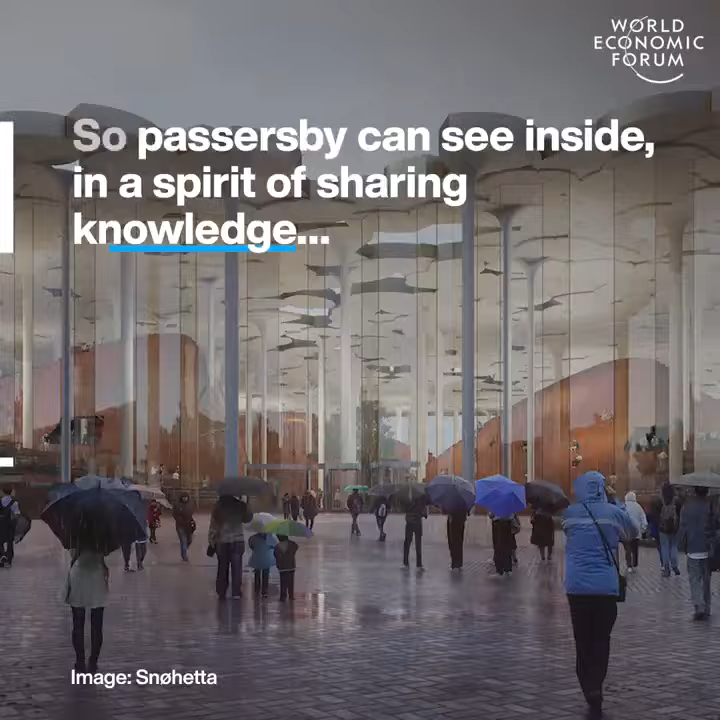 WORLD
ECONOMIC
FORUM
So passersby can see inside,
in a spirit of sharing
knowledge...
Image: Snøhetta